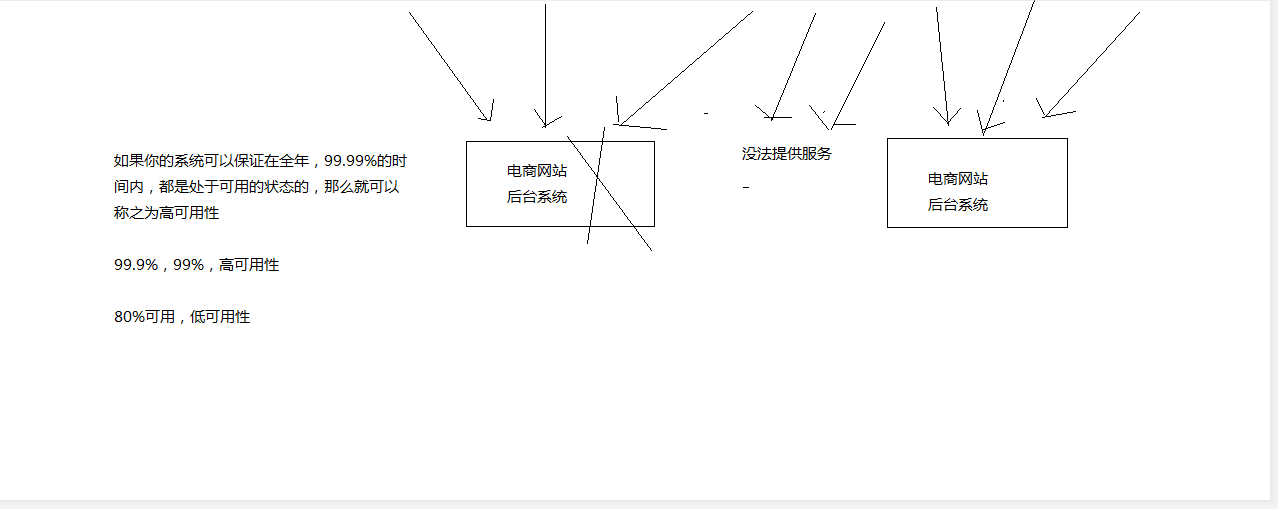 如果你的系统可以保证在全年，99.99%的时
间内，都是处于可用的状态的，那么就可以
称之为高可用性
99.9%，99%，高可用性
80%可用，低可用性
电商网站
后台系统
没法提供服务
电商网站
后台系统